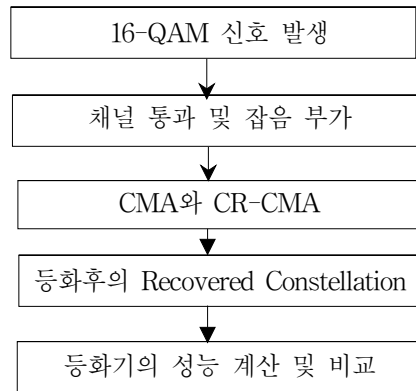 16-QAM 신호 발생
채널 통과 및 잡음 부가
CMA와 CR-CMA
등화후의 Recovered Constellation
등화기의 성능 계산 및 비교